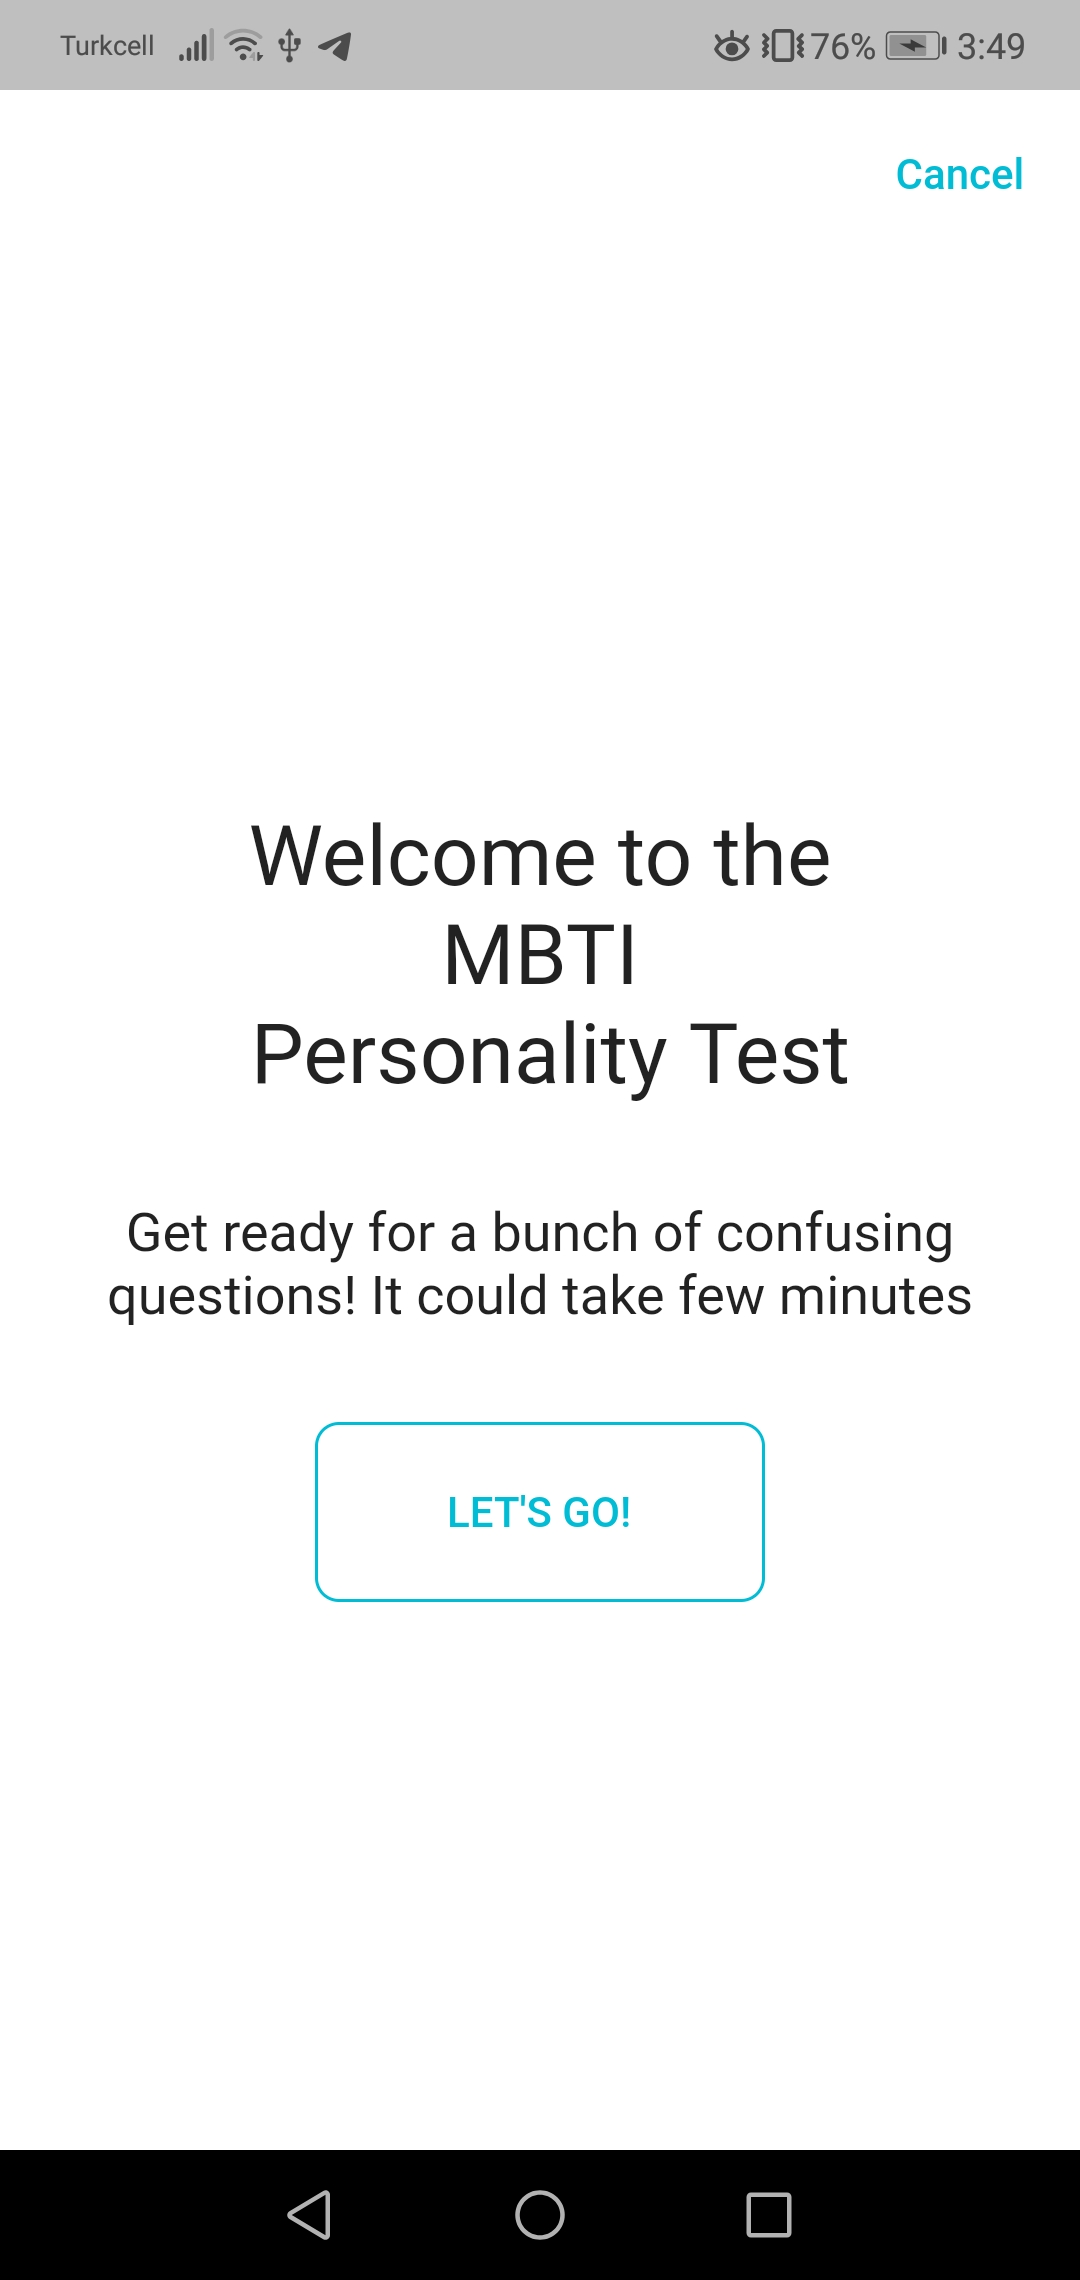 Turkcell 76% 3:49
Cancel
Welcome to the
MBTI
Personality Test
Get ready for a bunch of confusing
questions! It could take few minutes
LET'S GO!